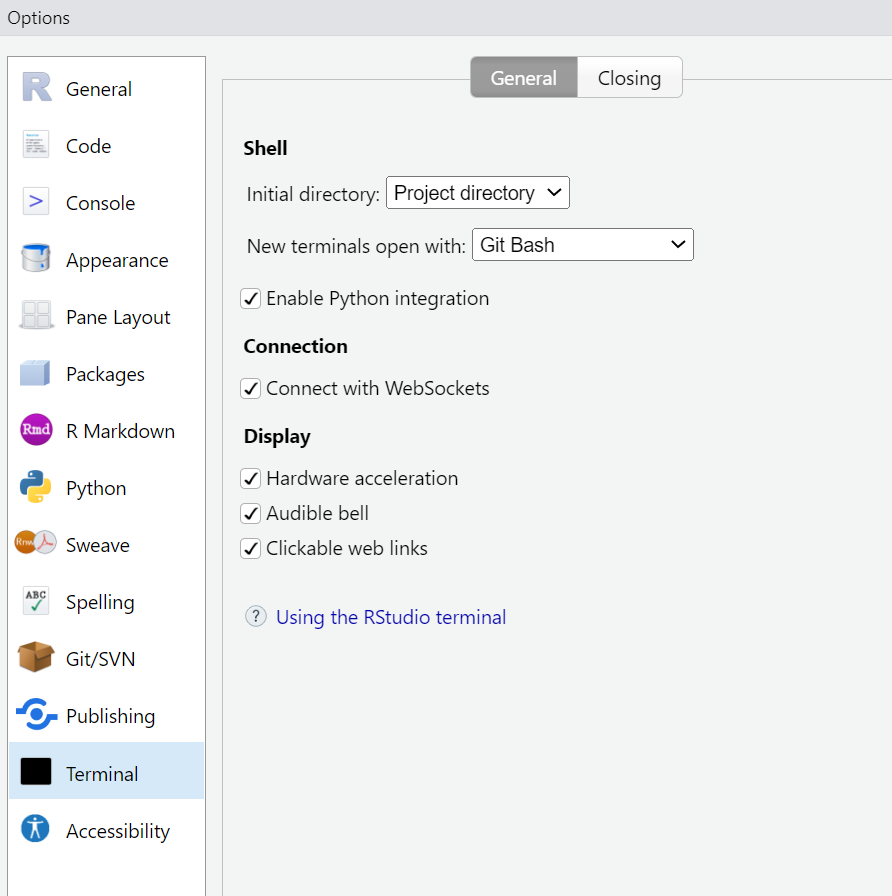 Options
General
Code
>
Console
Appearance
Pane Layout
Packages
Rmd
R Markdown
Python
Rnw
Sweave
ABC
Spelling
Git/SVN
Publishing
Terminal
Accessibility
General
Closing
Shell
Initial directory: Project directory
New terminals open with: Git Bash
Enable Python integration
Connection
Connect with WebSockets
Display
Hardware acceleration
Audible bell
Clickable web links
? Using the RStudio terminal